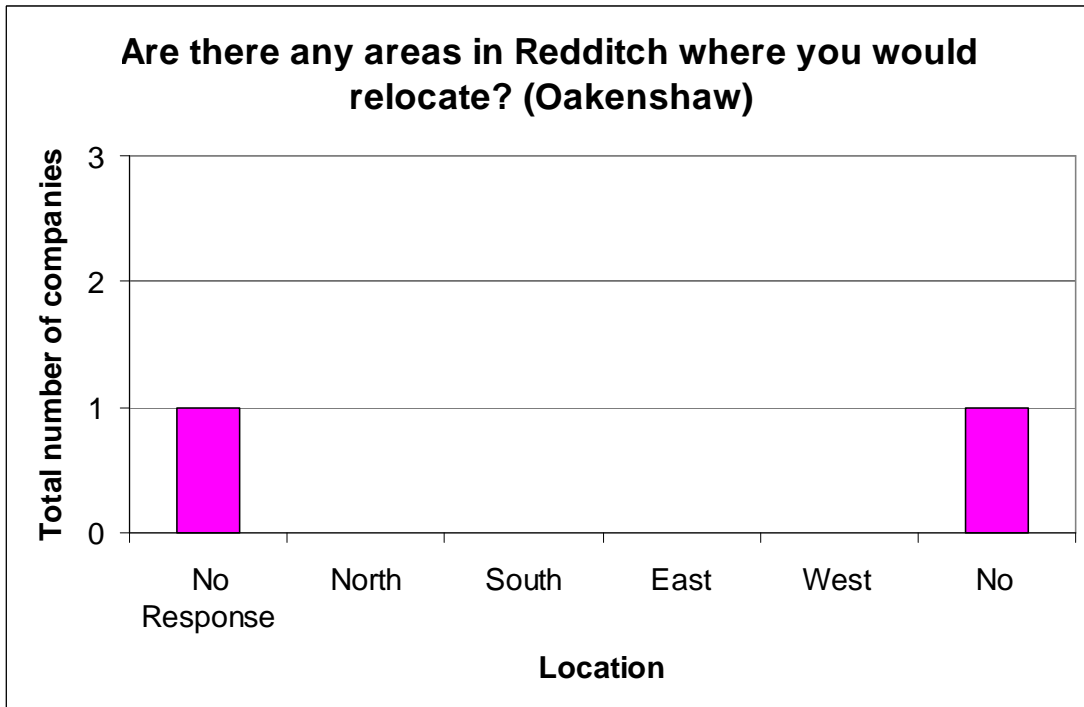 Are there any areas in Redditch where you would
relocate? (Oakenshaw)
Total number of companies
3
2
1
0
No
Response
North
South
East
West
No
Location